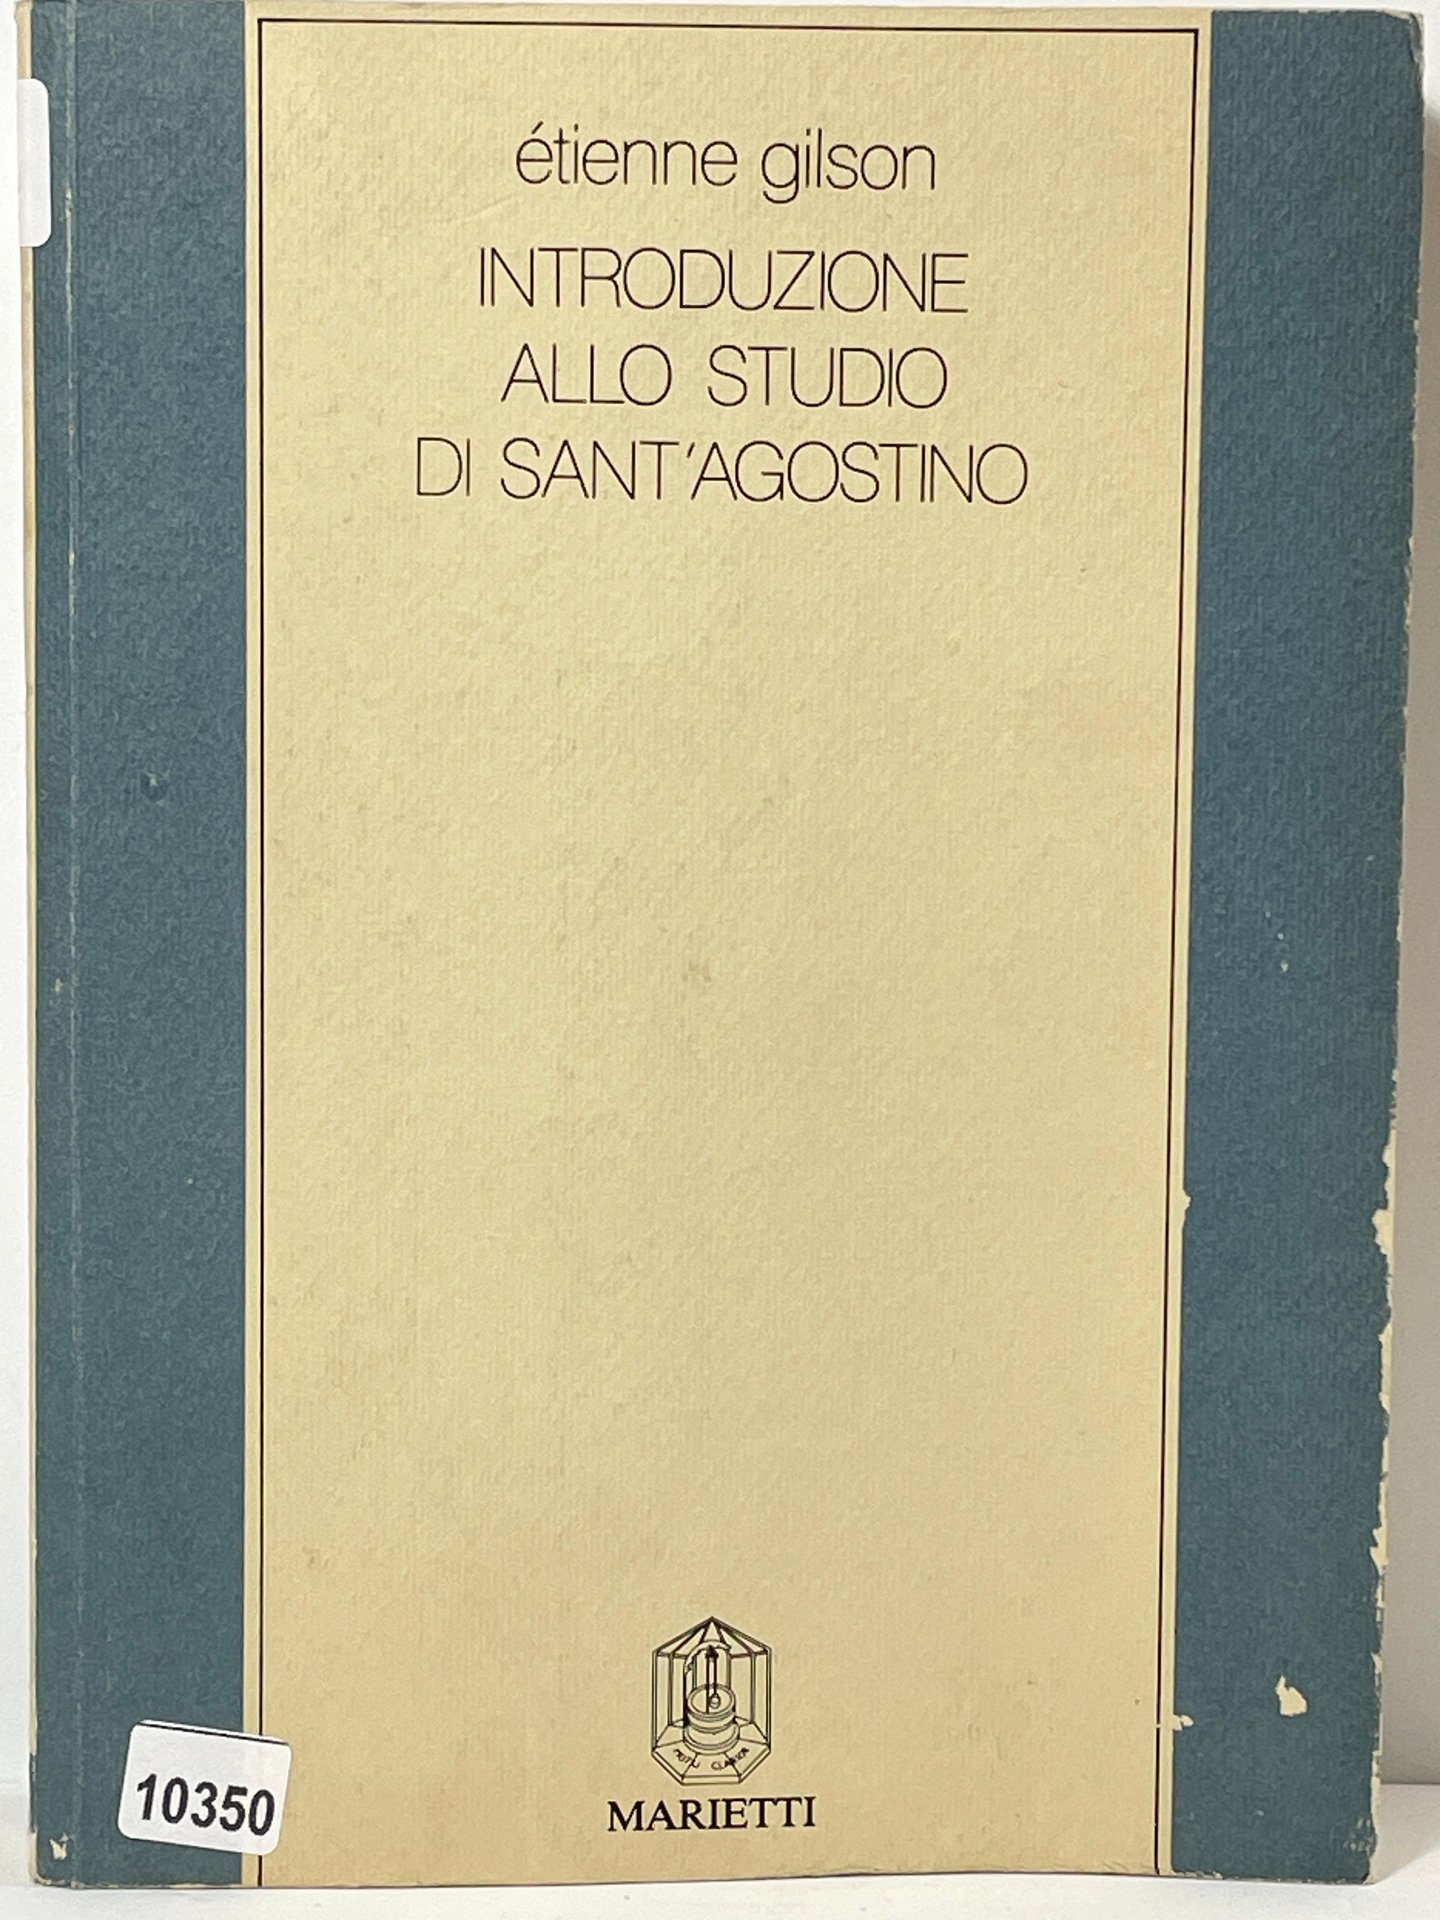 étienne gilson
INTRODUZIONE
ALLO STUDIO
DI SANT'AGOSTINO
MARIETTI
10350